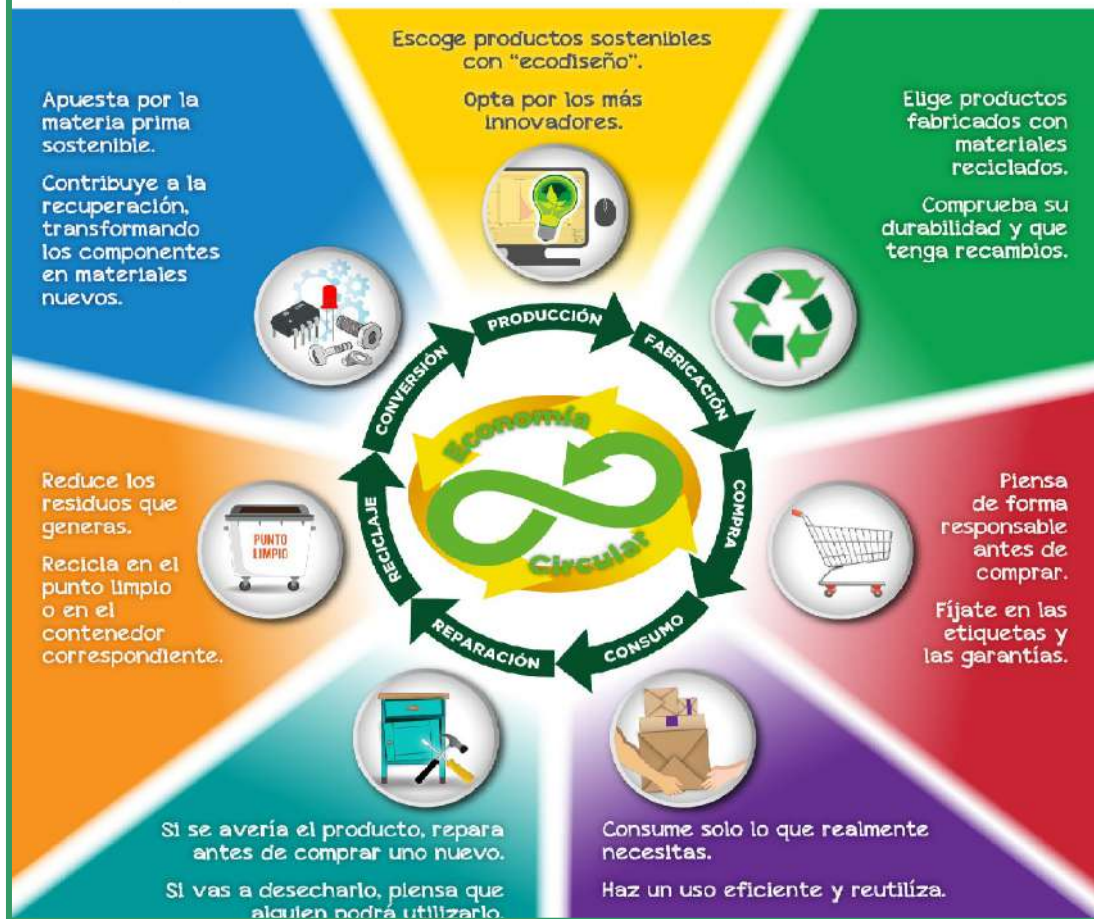 Escoge productos sostenibles
con “ecodiseño”.
Opta por los más
innovadores.
Elige productos
fabricados con
materiales
reciclados.
Comprueba su
durabilidad y que
tenga recambios.
Piensa
de forma
responsable
antes de
comprar.
Fíjate en las
etiquetas y
las garantías.
Consume solo lo que realmente
necesitas.
Haz un uso eficiente y reutilíza.
Si se avería el producto, repara
antes de comprar uno nuevo.
Si vas a desecharlo, piensa que
alguien podrá utilizarlo.
Reduce los
residuos que
generas.
Recicla en el
punto limpio
o en el
contenedor
correspondiente.
PUNTO
LIMPIO
Apuesta por la
materia prima
sostenible.
Contribuye a la
recuperación,
transformando
los componentes
en materiales
nuevos.
PRODUCCIÓN
FABRICACIÓN
COMPRA
CONSUMO
REPARACIÓN
RECICLAJE
CONVERSIÓN
Economía
Circular